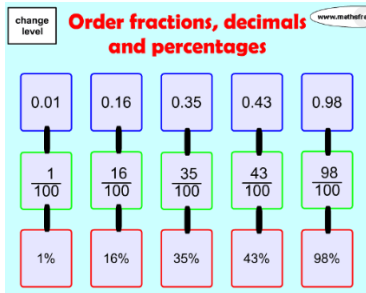 change
level
Order fractions, decimals
and percentages
0.01 0.16 0.35 0.43 0.98
1/100 16/100 35/100 43/100 98/100
1% 16% 35% 43% 98%